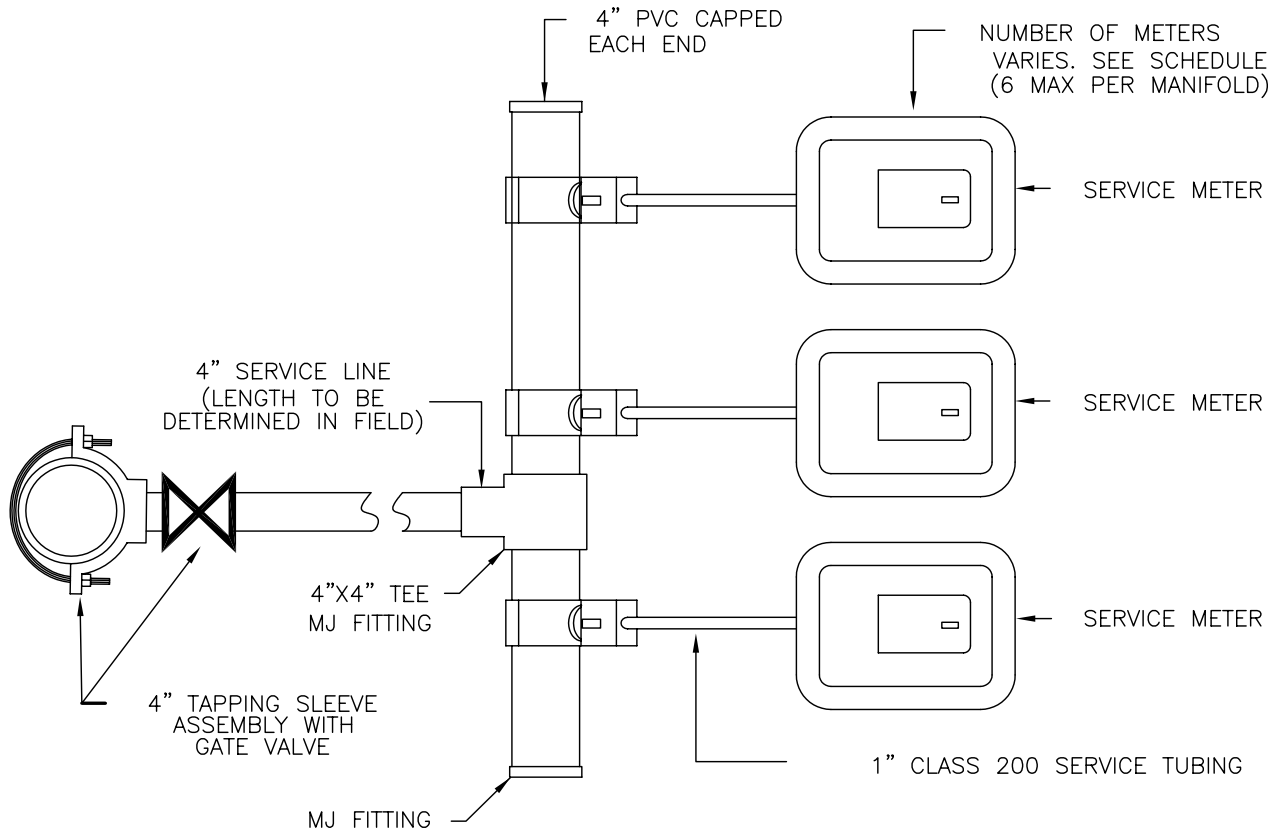 4” PVC CAPPED
EACH END
NUMBER OF METERS
VARIES. SEE SCHEDULE
(6 MAX PER MANIFOLD)
SERVICE METER
4” SERVICE LINE
(LENGTH TO BE
DETERMINED IN FIELD)
SERVICE METER
4”X4” TEE
MJ FITTING
SERVICE METER
4” TAPPING SLEEVE
ASSEMBLY WITH
GATE VALVE
1” CLASS 200 SERVICE TUBING
MJ FITTING